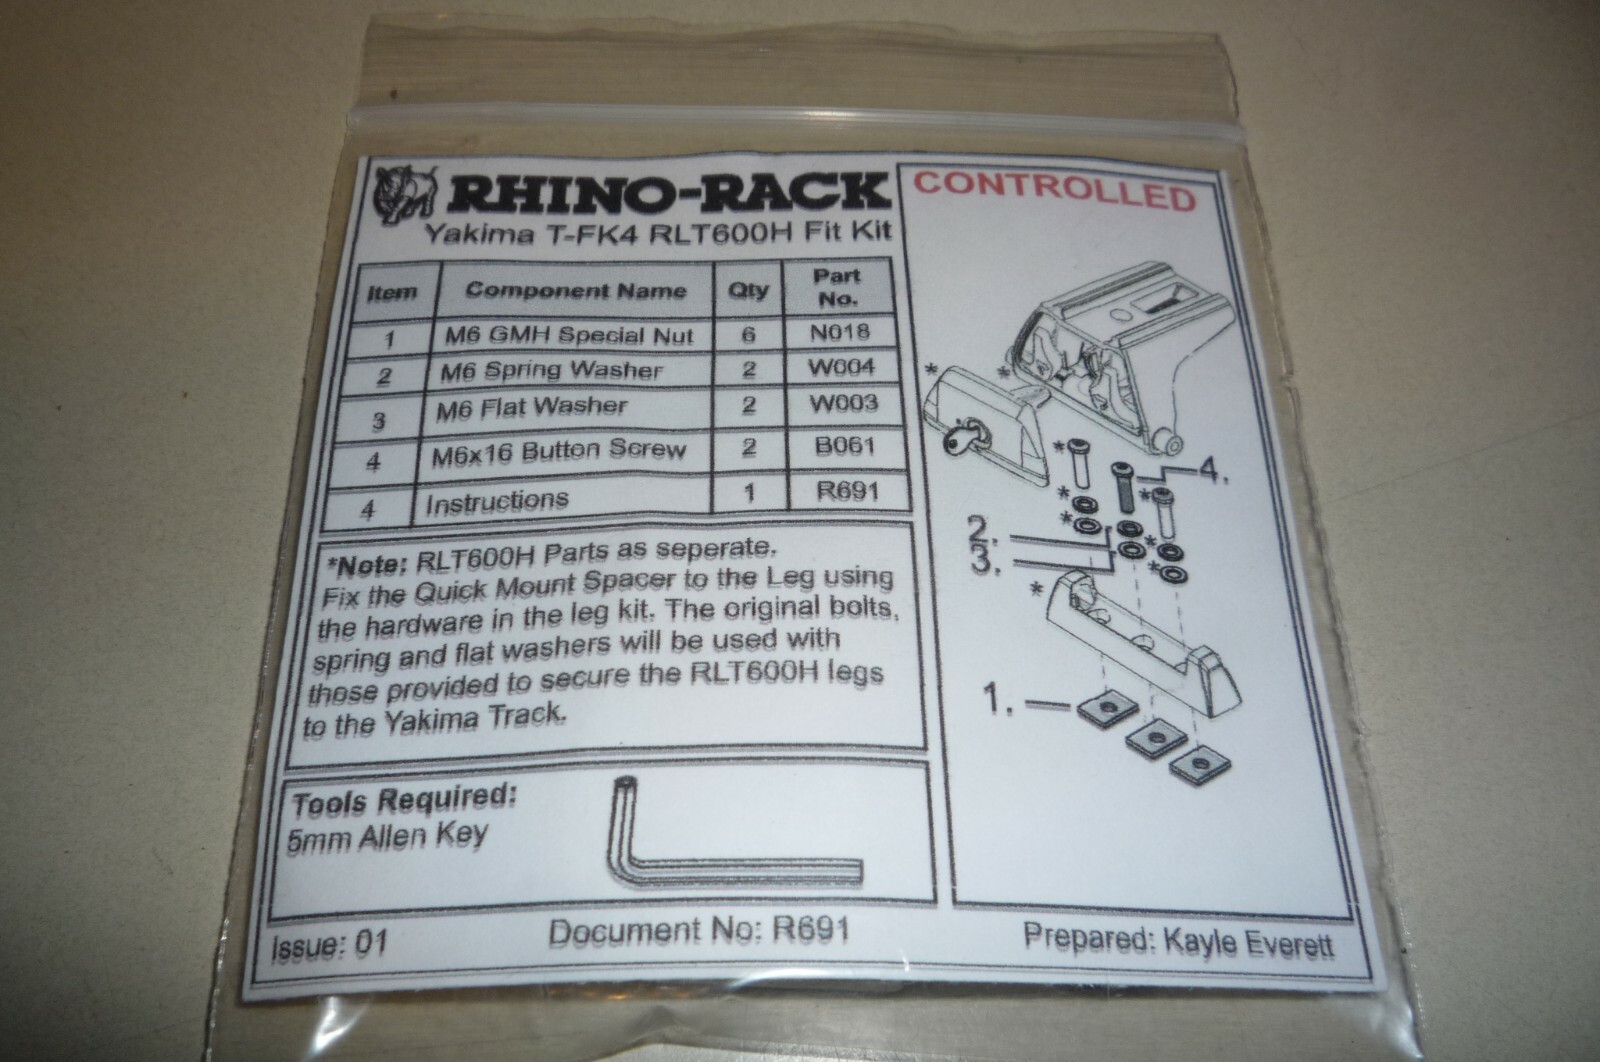 RHINO-RACK
Yakima T-FK4 RLT600H Fit Kit
CONTROLLED
Item Component Name Qty Part No.
1 M6 GMH Special Nut 6 N018
2 M6 Spring Washer 2 W004
3 M6 Flat Washer 2 W003
4 M6x16 Button Screw 2 B061
4 Instructions 1 R691
*Note: RLT600H Parts as seperate.
Fix the Quick Mount Spacer to the Leg using
the hardware in the leg kit. The original bolts,
spring and flat washers will be used with
those provided to secure the RLT600H legs
to the Yakima Track.
Tools Required:
5mm Allen Key
* *
*
4.
*
*
*
2.
*
3.
*
*
1.
Issue: 01
Document No: R691
Prepared: Kayle Everett